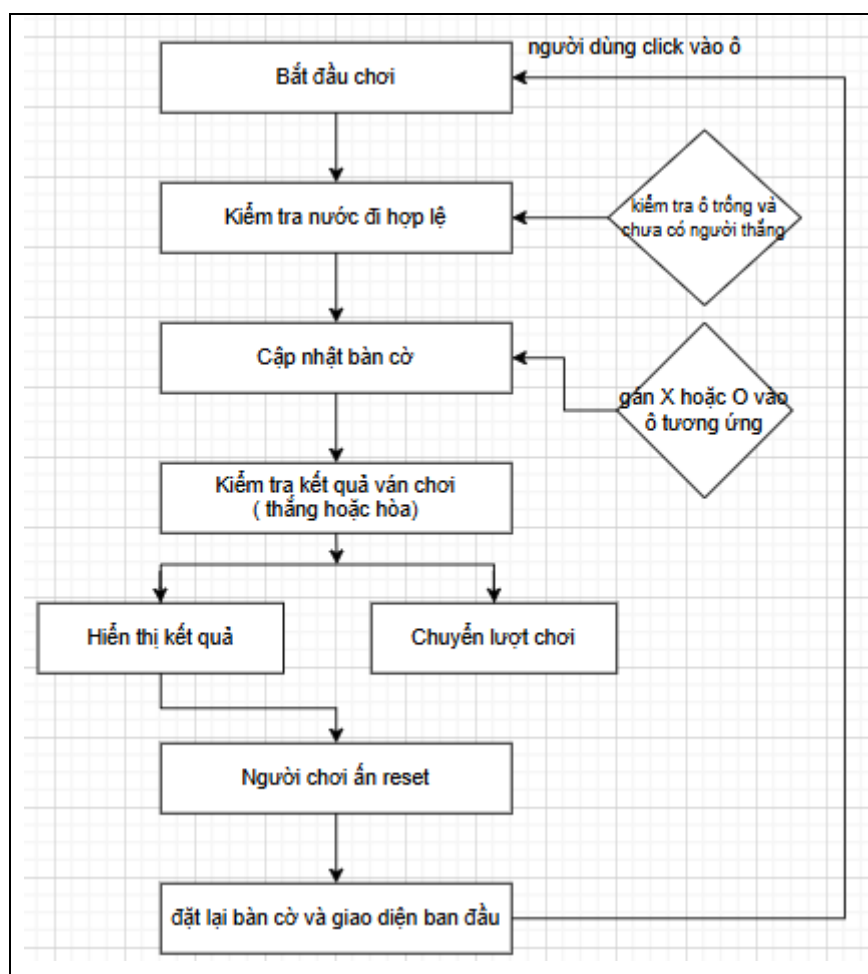 người dùng click vào ô
Bắt đầu chơi
Kiểm tra nước đi hợp lệ
kiểm tra ô trống và
chưa có người thắng
Cập nhật bàn cờ
gán X hoặc O vào
ô tương ứng
Kiểm tra kết quả ván chơi
( thắng hoặc hòa)
Hiển thị kết quả
Chuyển lượt chơi
Người chơi ấn reset
đặt lại bàn cờ và giao diện ban đầu